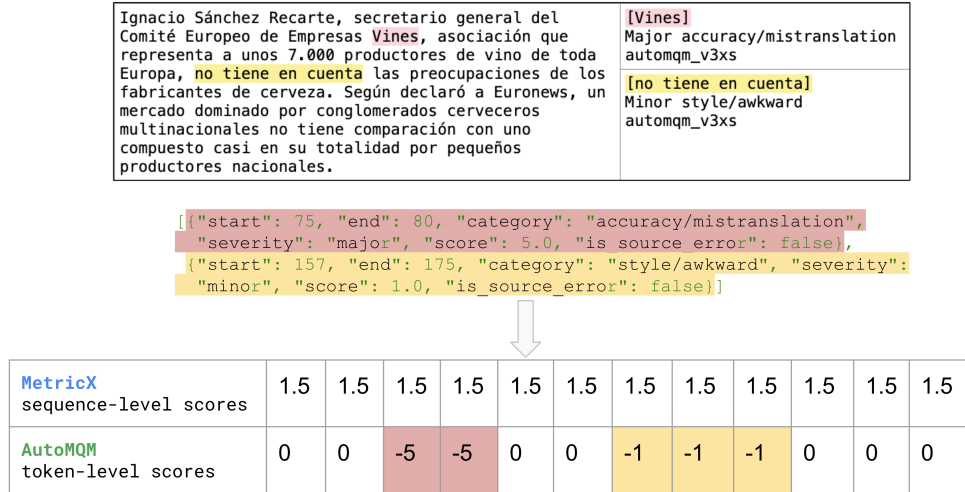 Ignacio Sánchez Recarte, secretario general del
Comité Europeo de Empresas Vines, asociación que
representa a unos 7.000 productores de vino de toda
Europa, no tiene en cuenta las preocupaciones de los
fabricantes de cerveza. Según declaró a Euronews, un
mercado dominado por conglomerados cerveceros
multinacionales no tiene comparación con uno
compuesto casi en su totalidad por pequeños
productores nacionales.
[Vines]
Major accuracy/mistranslation
automqm_v3xs
[no tiene en cuenta]
Minor style/awkward
automqm_v3xs
[{"start": 75, "end": 80, "category": "accuracy/mistranslation",
"severity": "major", "score": 5.0, "is_source_error": false},
{"start": 157, "end": 175, "category": "style/awkward", "severity":
"minor", "score": 1.0, "is_source_error": false}]
MetricX
sequence-level scores
1.5 1.5 1.5 1.5 1.5 1.5 1.5 1.5 1.5 1.5 1.5 1.5
AutoMQM
token-level scores
0 0 -5 -5 0 0 -1 -1 -1 0 0 0